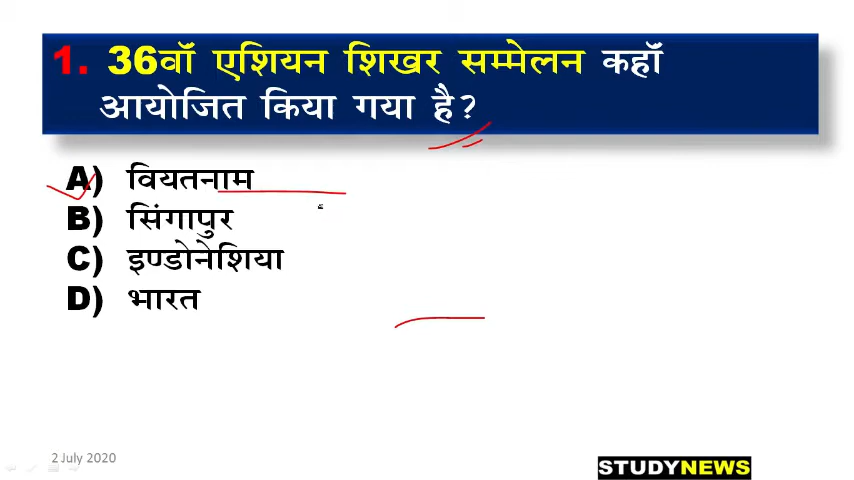 1. 36वाॅं एशियन शिखर सम्मेलन कहाॅं
आयोजित किया गया है?
A) वियतनाम
B) सिंगापुर
C) इण्डोनेशिया
D) भारत
2 July 2020
STUDYNEWS